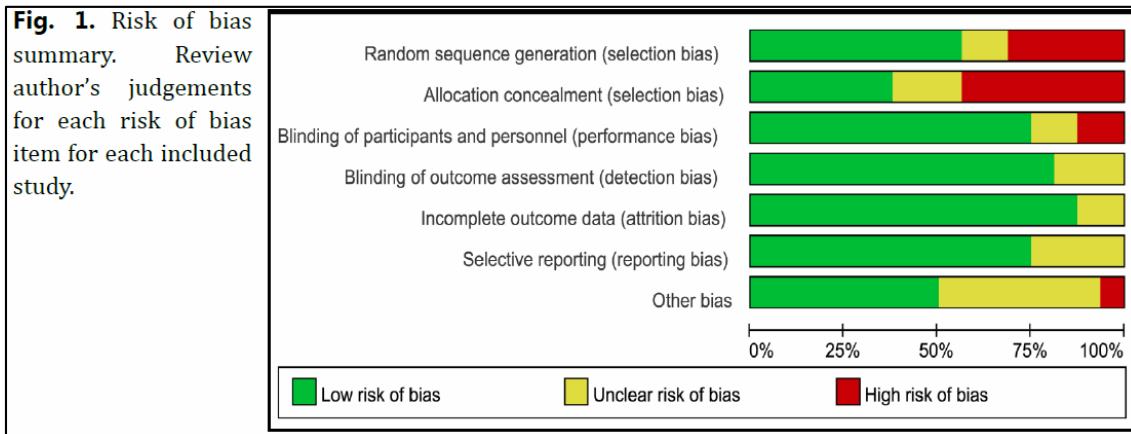 Fig. 1. Risk of bias
summary. Review
author’s judgements
for each risk of bias
item for each included
study.
Random sequence generation (selection bias)
Allocation concealment (selection bias)
Blinding of participants and personnel (performance bias)
Blinding of outcome assessment (detection bias)
Incomplete outcome data (attrition bias)
Selective reporting (reporting bias)
Other bias
0% 25% 50% 75% 100%
Low risk of bias Unclear risk of bias High risk of bias